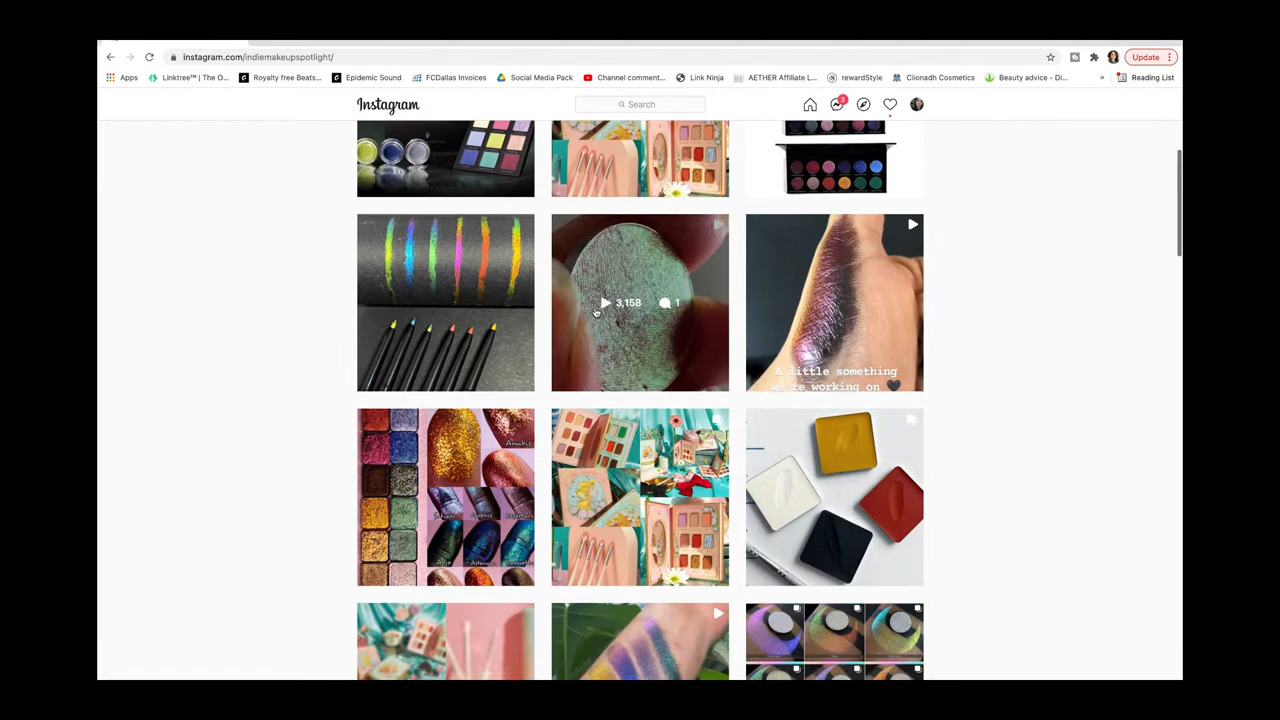 instagram.com/indiemakeupspotlight/
Update
Apps
Linktree™ | The O...
Royalty free Beats...
Epidemic Sound
FCDallas Invoices
Social Media Pack
Channel comment...
Link Ninja
AETHER Affiliate L...
rewardStyle
Clionadh Cosmetics
Beauty advice - Di...
»
Reading List
Instagram
Search
3
3,158
1
A little something
we're working on 🖤
Anubis